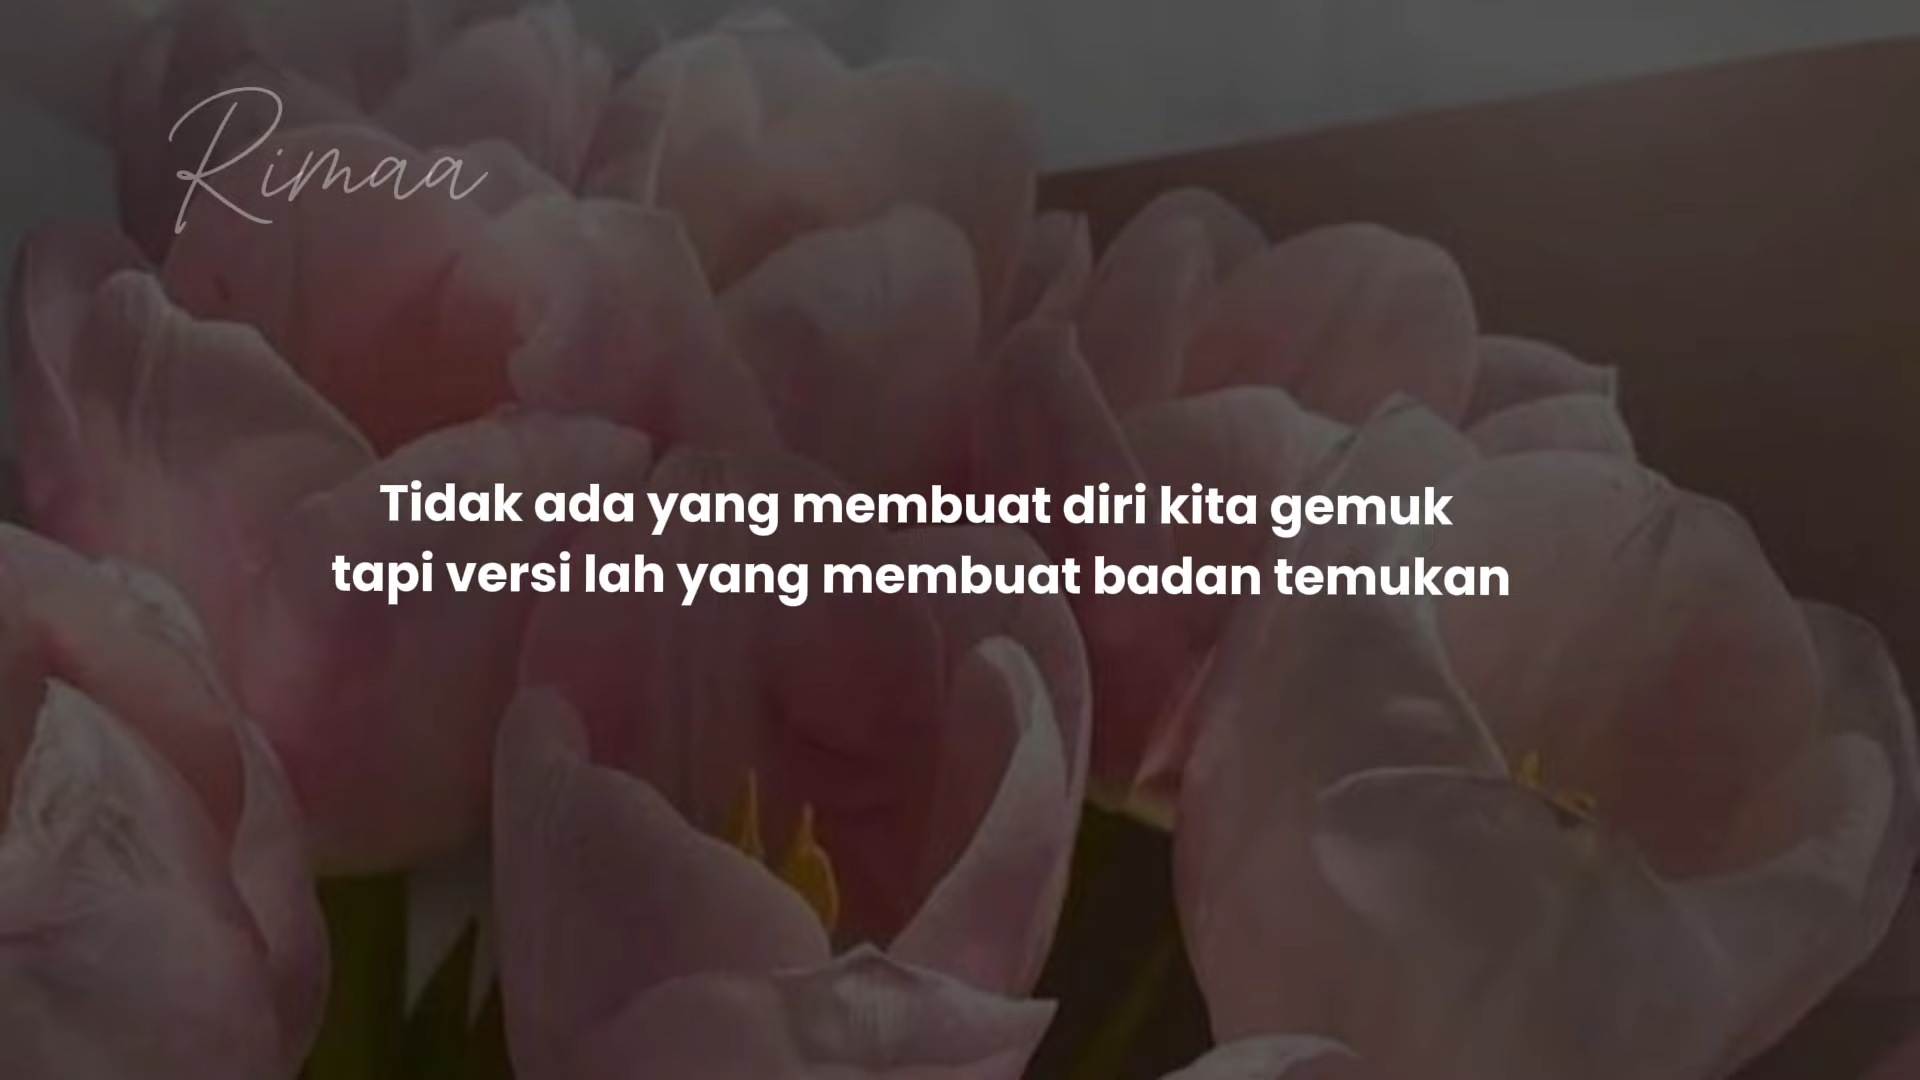 Rimaa
Tidak ada yang membuat diri kita gemuk
tapi versi lah yang membuat badan temukan